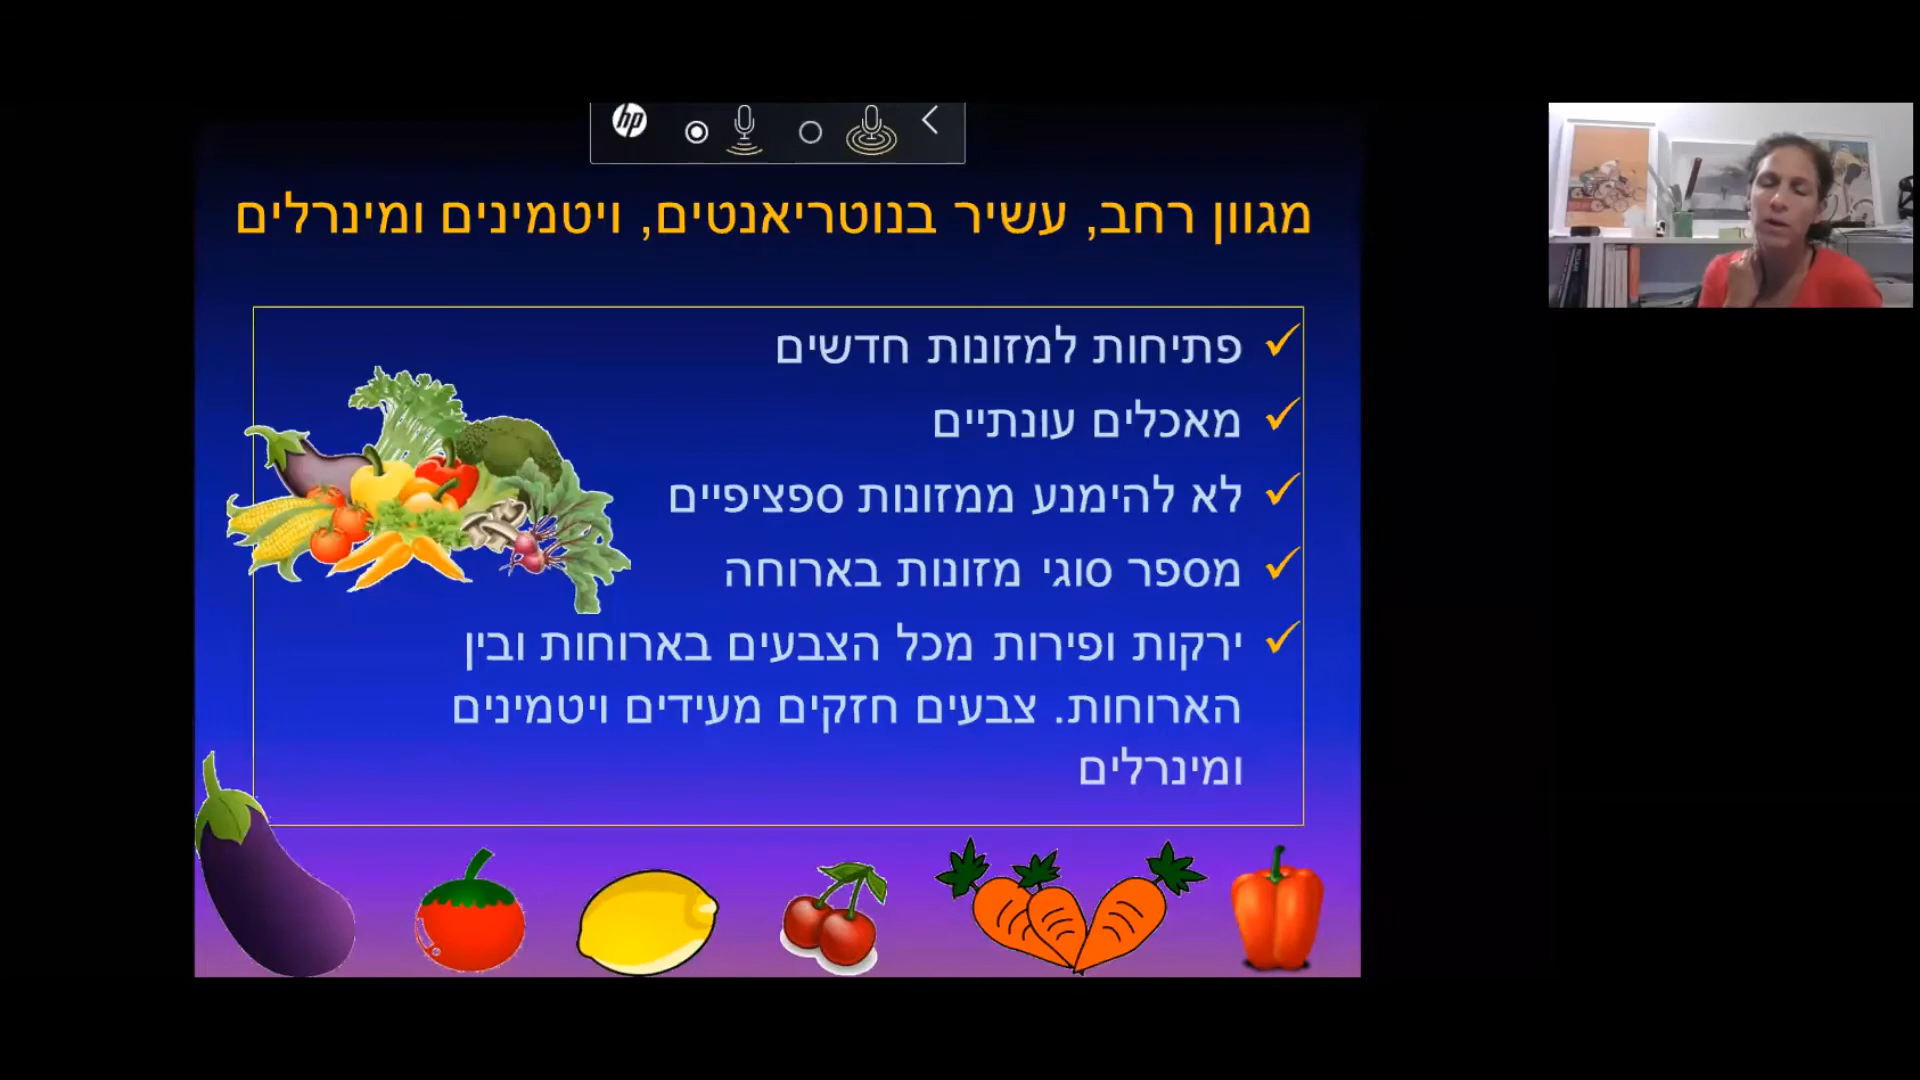 hp
מגוון רחב, עשיר בנוטריאנטים, ויטמינים ומינרלים
פתיחות למזונות חדשים
מאכלים עונתיים
לא להימנע ממזונות ספציפיים
מספר סוגי מזונות בארוחה
ירקות ופירות מכל הצבעים בארוחות ובין
הארוחות. צבעים חזקים מעידים ויטמינים
ומינרלים